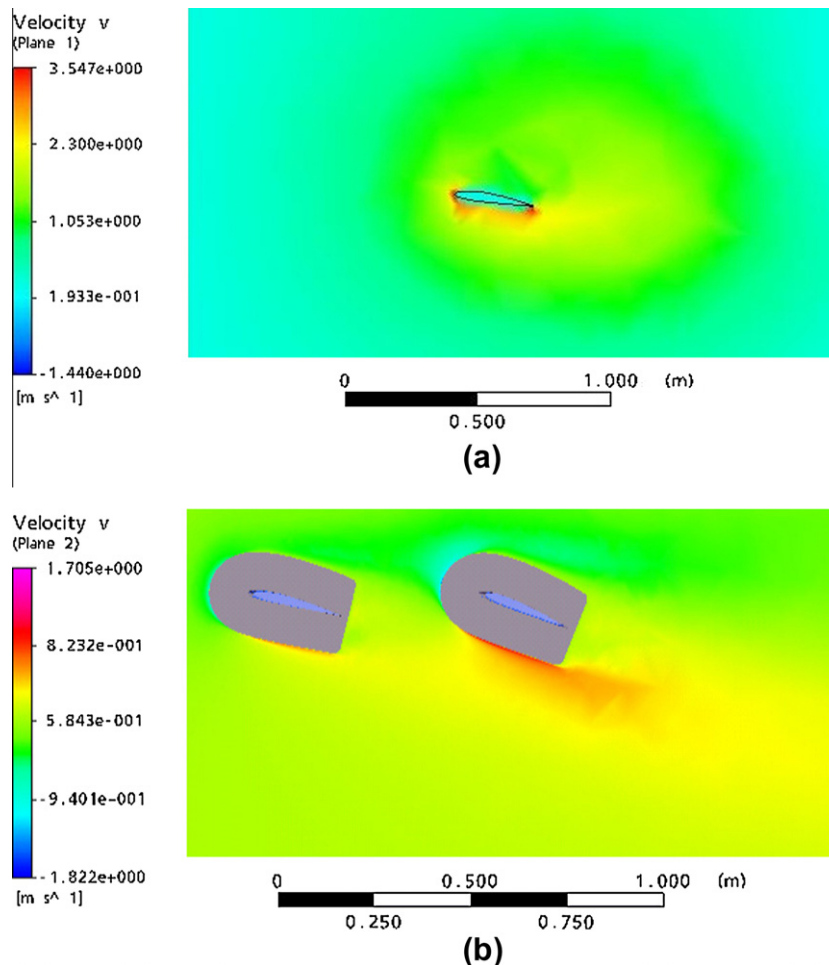 Velocity v
(Plane 1)
3.547e+000
2.300e+000
1.053e+000
-1.933e-001
-1.440e+000
[m s^ 1]
0 1.000 (m)
0.500
(a)
Velocity v
(Plane 2)
1.705e+000
8.232e-001
-5.843e-001
-9.401e-001
-1.822e+000
[m s^ 1]
0 0.500 1.000 (m)
0.250 0.750
(b)